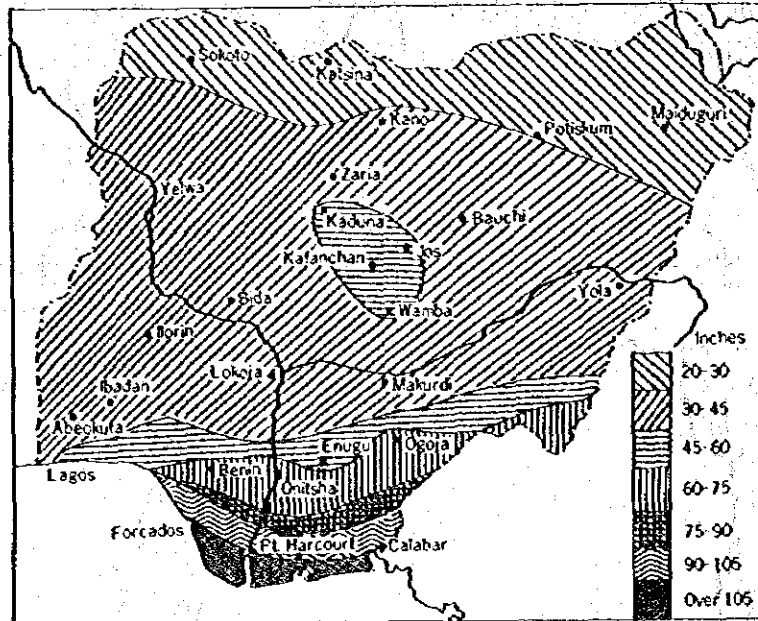 Sokoto
Katsina
Kano
Potiskum
Maiduguri
Zaria
Yelwa
Kaduna
Bauchi
Jos
Kafanchan
Bida
Yola
Wamba
Ilorin
Inches
Lokoja
Makurdi
20-30
Ibadan
30-45
Abeokuta
Enugu
Ogoja
45-60
Lagos
Benin
Onitsha
60-75
Forcados
75-90
Pt. Harcourt
Calabar
90-105
Over 105